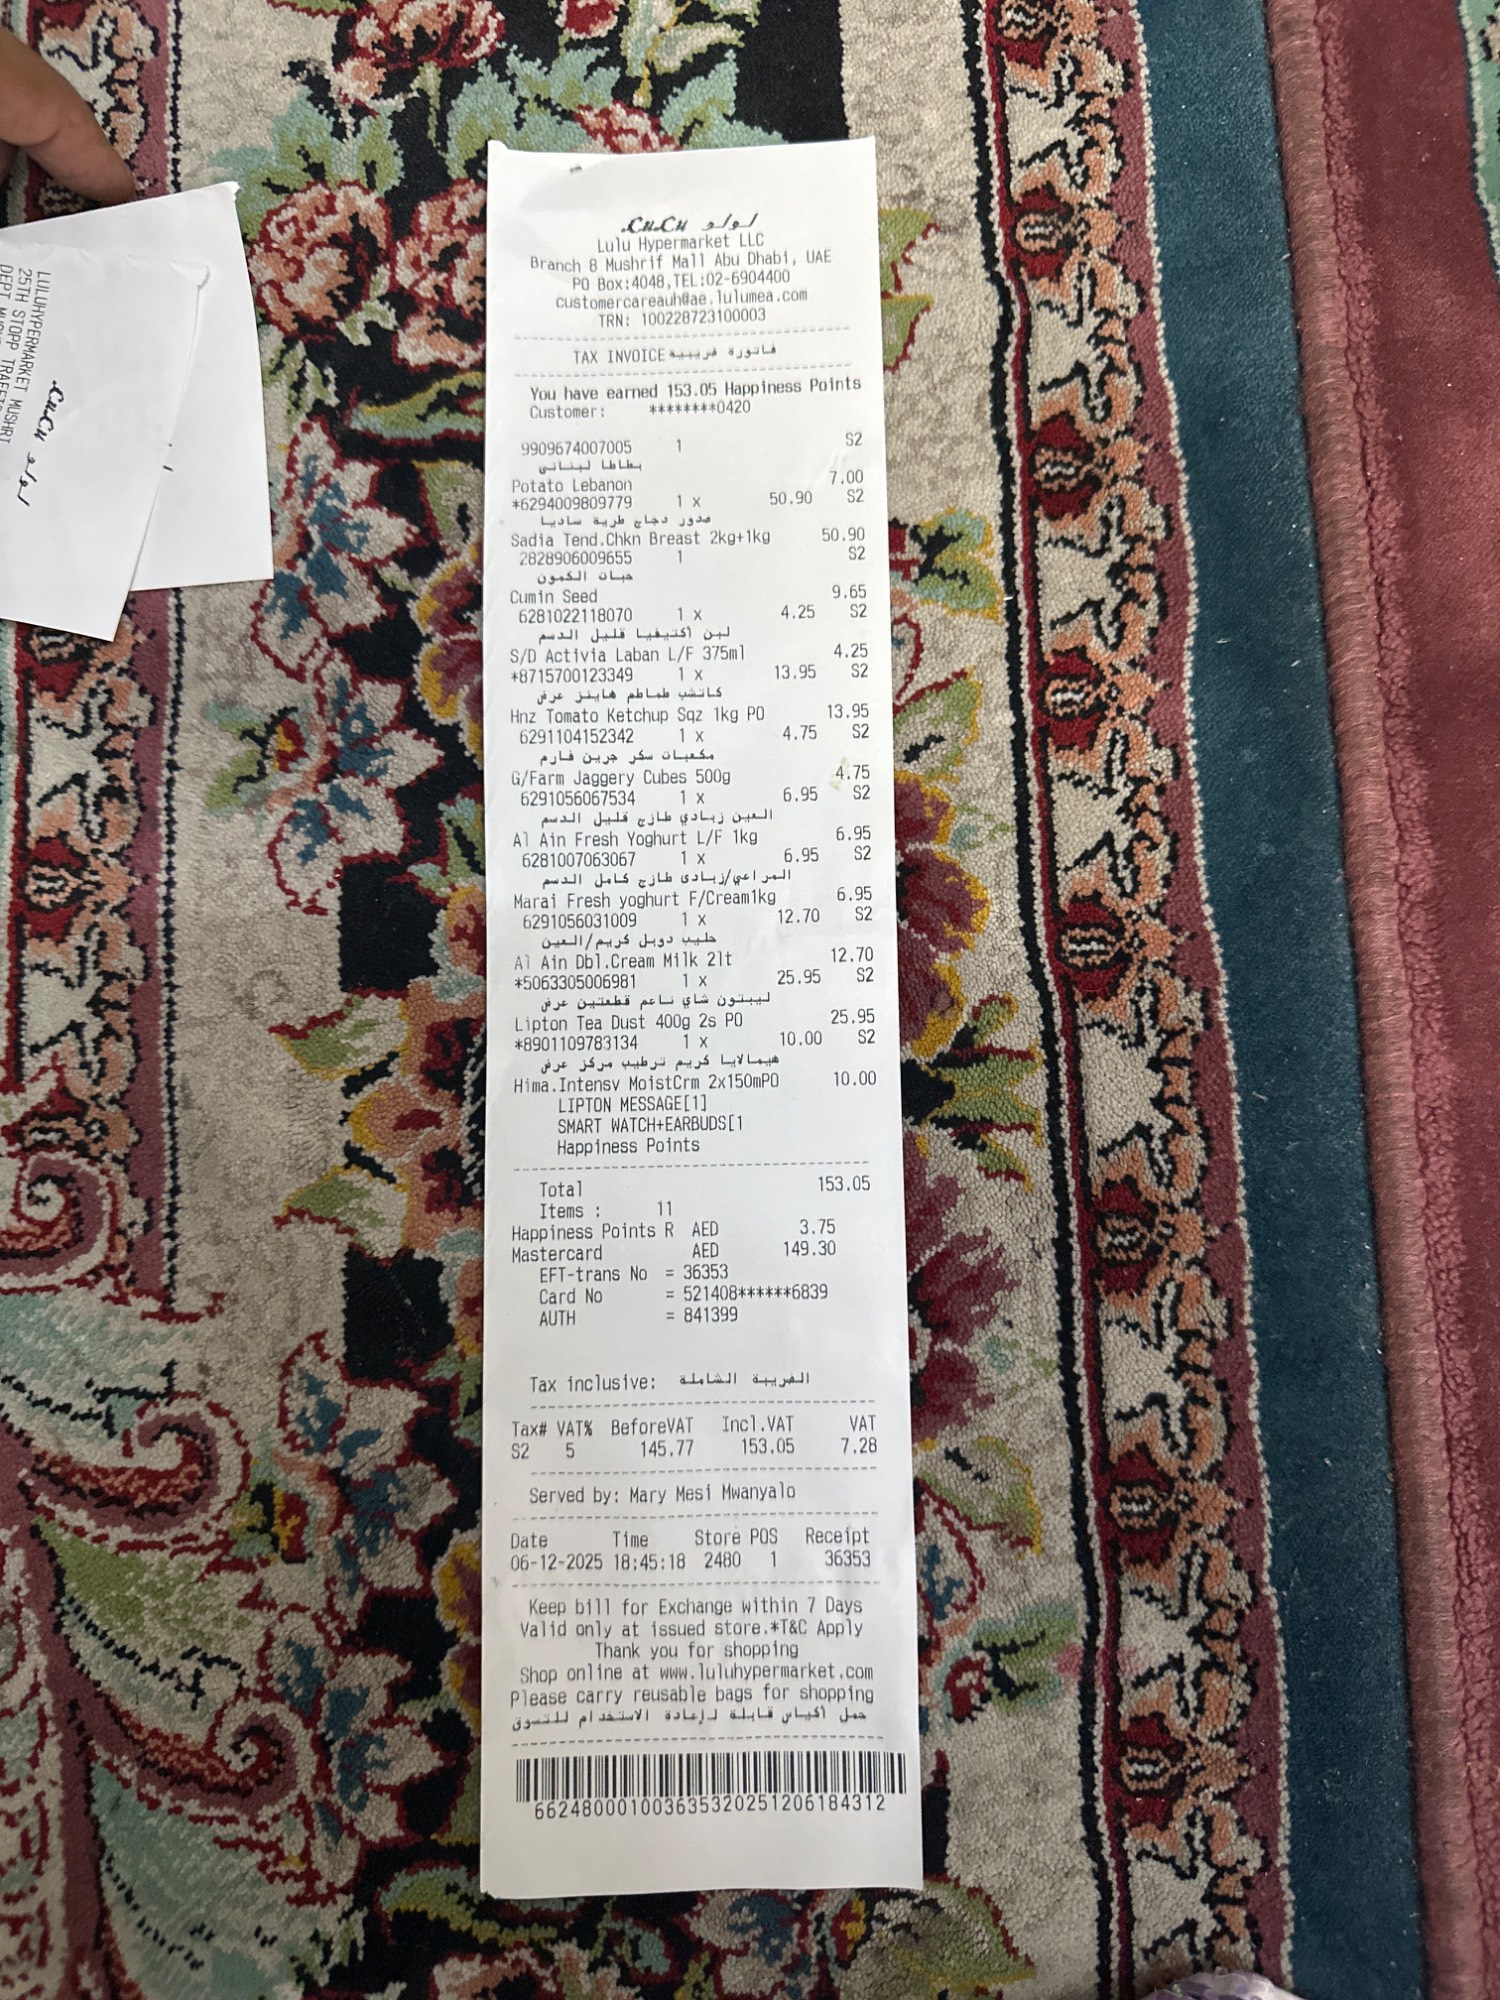 LuLu لولو
Lulu Hypermarket LLC
Branch 8 Mushrif Mall Abu Dhabi, UAE
PO Box:4048,TEL:02-6904400
customercareauh@ae.lulumea.com
TRN: 100228723100003
TAX INVOICE فاتورة ضريبية
You have earned 153.05 Happiness Points
Customer: ********0420
9909674007005 1 S2
بطاطا لبنانى
Potato Lebanon 7.00
*6294009809779 1 x 50.90 S2
صدور دجاج طرية ساديا
Sadia Tend.Chkn Breast 2kg+1kg 50.90
2828906009655 1 S2
حبات الكمون
Cumin Seed 9.65
6281022118070 1 x 4.25 S2
لبن أكتيفيا قليل الدسم
S/D Activia Laban L/F 375ml 4.25
*8715700123349 1 x 13.95 S2
كاتشب طماطم هاينز عرض
Hnz Tomato Ketchup Sqz 1kg PO 13.95
6291104152342 1 x 4.75 S2
مكعبات سكر جرين فارم
G/Farm Jaggery Cubes 500g 4.75
6291056067534 1 x 6.95 S2
العين زبادي طازج قليل الدسم
Al Ain Fresh Yoghurt L/F 1kg 6.95
6281007063067 1 x 6.95 S2
المراعي/زبادى طازج كامل الدسم
Marai Fresh yoghurt F/Cream1kg 6.95
6291056031009 1 x 12.70 S2
حليب دوبل كريم/العين
Al Ain Dbl.Cream Milk 2lt 12.70
*5063305006981 1 x 25.95 S2
ليبتون شاي ناعم قطعتين عرض
Lipton Tea Dust 400g 2s PO 25.95
*8901109783134 1 x 10.00 S2
هيمالايا كريم ترطيب مركز عرض
Hima.Intensv MoistCrm 2x150mPO 10.00
LIPTON MESSAGE[1]
SMART WATCH+EARBUDS[1
Happiness Points
Total 153.05
Items : 11
Happiness Points R AED 3.75
Mastercard AED 149.30
EFT-trans No = 36353
Card No = 521408******6839
AUTH = 841399
Tax inclusive: الضريبة الشاملة
Tax# VAT% BeforeVAT Incl.VAT VAT
S2 5 145.77 153.05 7.28
Served by: Mary Mesi Mwanyalo
Date Time Store POS Receipt
06-12-2025 18:45:18 2480 1 36353
Keep bill for Exchange within 7 Days
Valid only at issued store.*T&C Apply
Thank you for shopping
Shop online at www.luluhypermarket.com
Please carry reusable bags for shopping
حمل أكياس قابلة لإعادة الاستخدام للتسوق
662480001003635320251206184312
LuLu لولو
LULUHYPERMARKET MUSHRI
25TH STOPP TRAFFI
DEPT